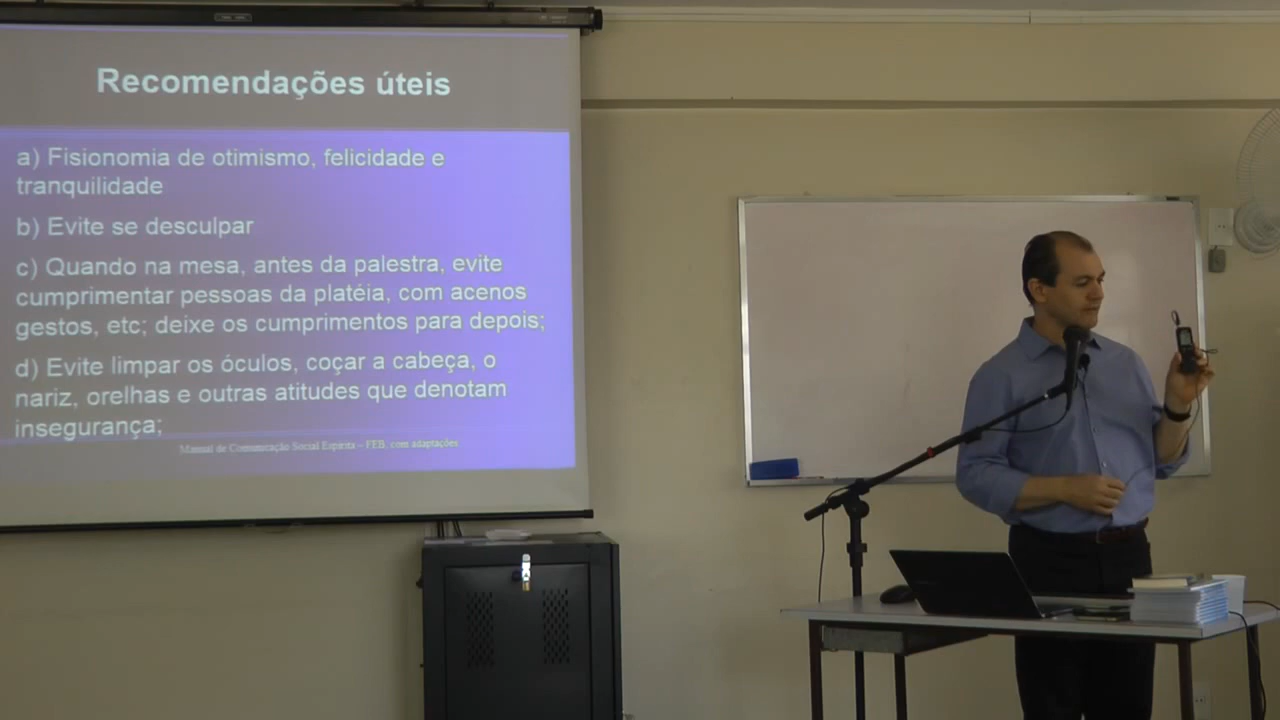 Recomendações úteis
a) Fisionomia de otimismo, felicidade e
tranquilidade
b) Evite se desculpar
c) Quando na mesa, antes da palestra, evite
cumprimentar pessoas da platéia, com acenos
gestos, etc; deixe os cumprimentos para depois;
d) Evite limpar os óculos, coçar a cabeça, o
nariz, orelhas e outras atitudes que denotam
insegurança;
Manual de Comunicação Social Espírita – FEB, com adaptações